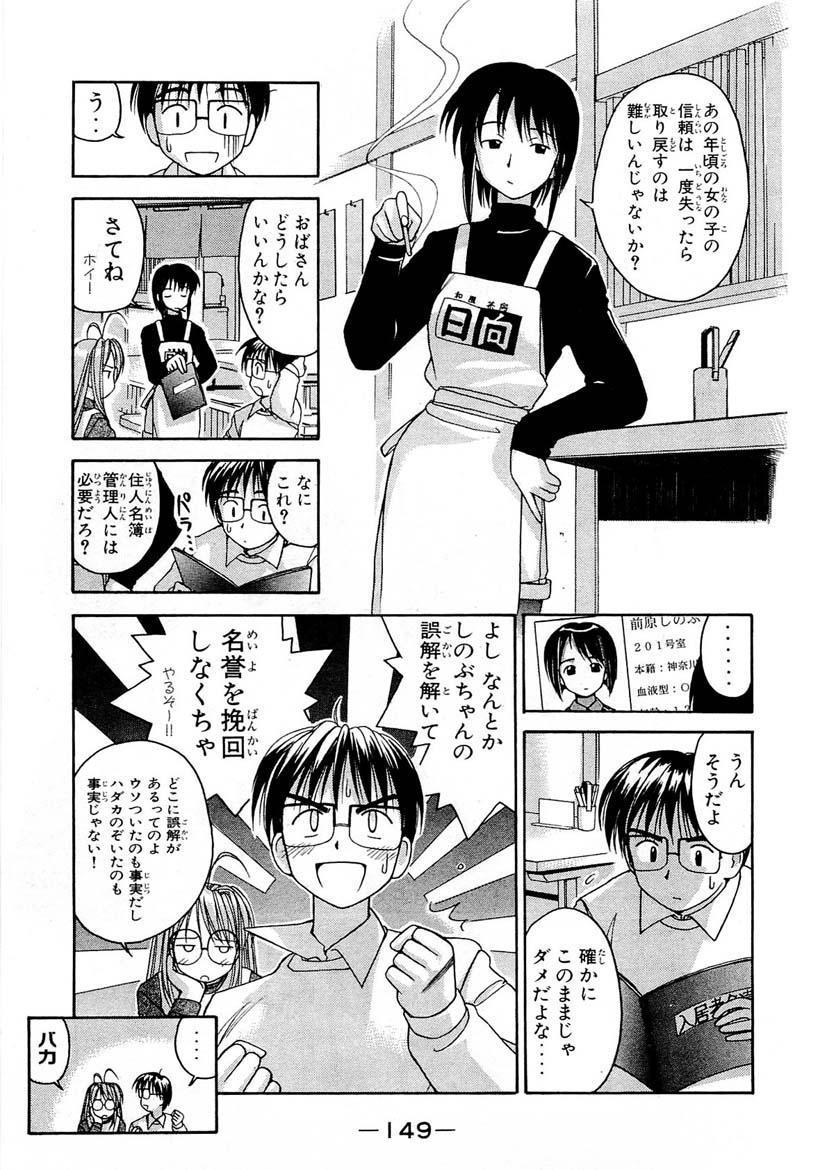 あの年頃の女の子の
信頼は 一度失ったら
取り戻すのは
難しいんじゃないか?
和風 茶房
日向
う‥
おばさん
どうしたら
いいんかな?
さてね
ホイー
なに
これ?
パラ…
住人名簿
管理人には
必要だろ?
‥‥
前原しのぶ
201号室
本籍:神奈川
血液型:O
うん
そうだよ
確かに
このままじゃ
ダメだよな‥‥
よし なんとか
しのぶちゃんの
誤解を解いて
名誉を挽回
しなくちゃ
やるぞー!!
どこに誤解が
あるってのよ
ウソついたのも事実だし
ハダカのぞいたのも
事実じゃない!
‥‥
バカ
—149—